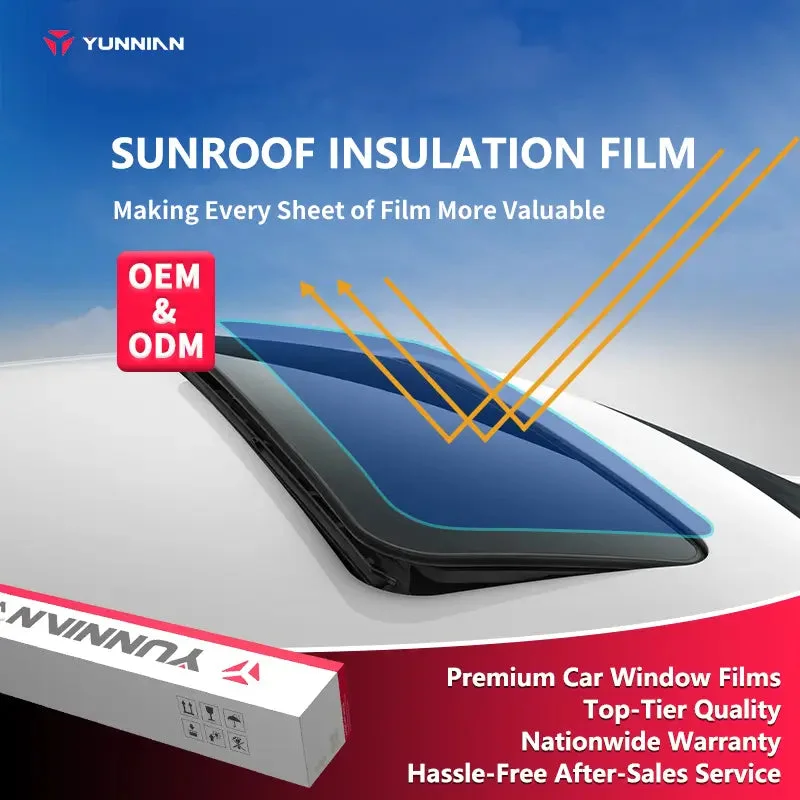 YUNNIAN
SUNROOF INSULATION FILM
Making Every Sheet of Film More Valuable
OEM
&
ODM
YUNNIAN
Premium Car Window Films
Top-Tier Quality
Nationwide Warranty
Hassle-Free After-Sales Service